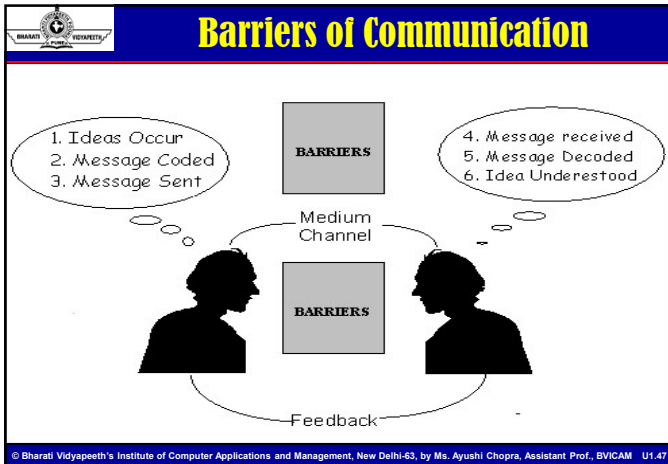 BHARATI VIDYAPEETH
PUNE
Barriers of Communication
1. Ideas Occur
2. Message Coded
3. Message Sent
BARRIERS
4. Message received
5. Message Decoded
6. Idea Underestood
Medium
Channel
BARRIERS
Feedback
© Bharati Vidyapeeth's Institute of Computer Applications and Management, New Delhi-63, by Ms. Ayushi Chopra, Assistant Prof., BVICAM U1.47